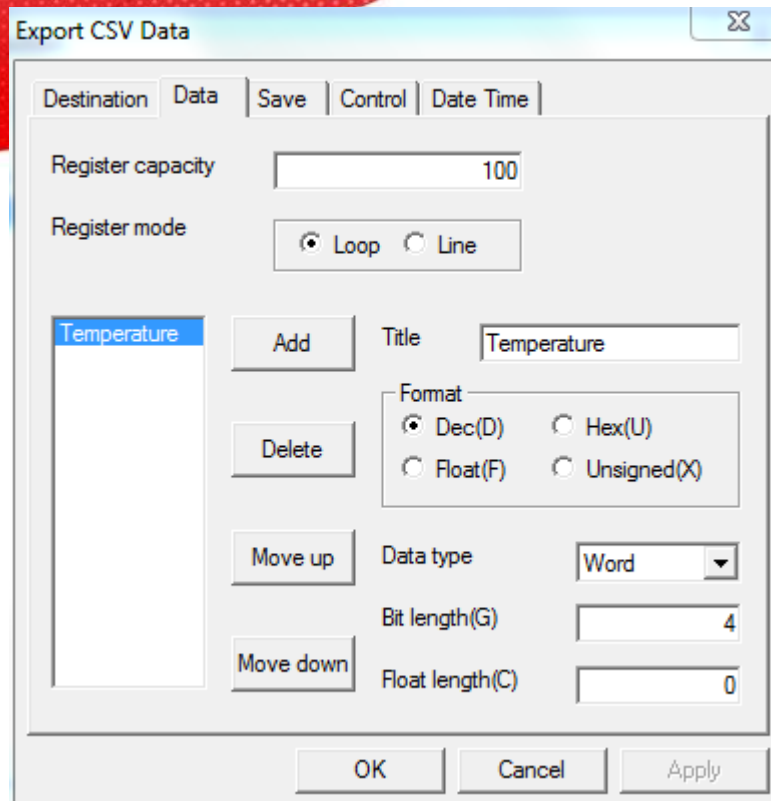 Export CSV Data
Destination Data Save Control Date Time
Register capacity 100
Register mode Loop Line
Temperature Add Title Temperature
Format
Dec(D) Hex(U)
Delete
Float(F) Unsigned(X)
Move up Data type Word
Bit length(G) 4
Move down Float length(C) 0
OK Cancel Apply